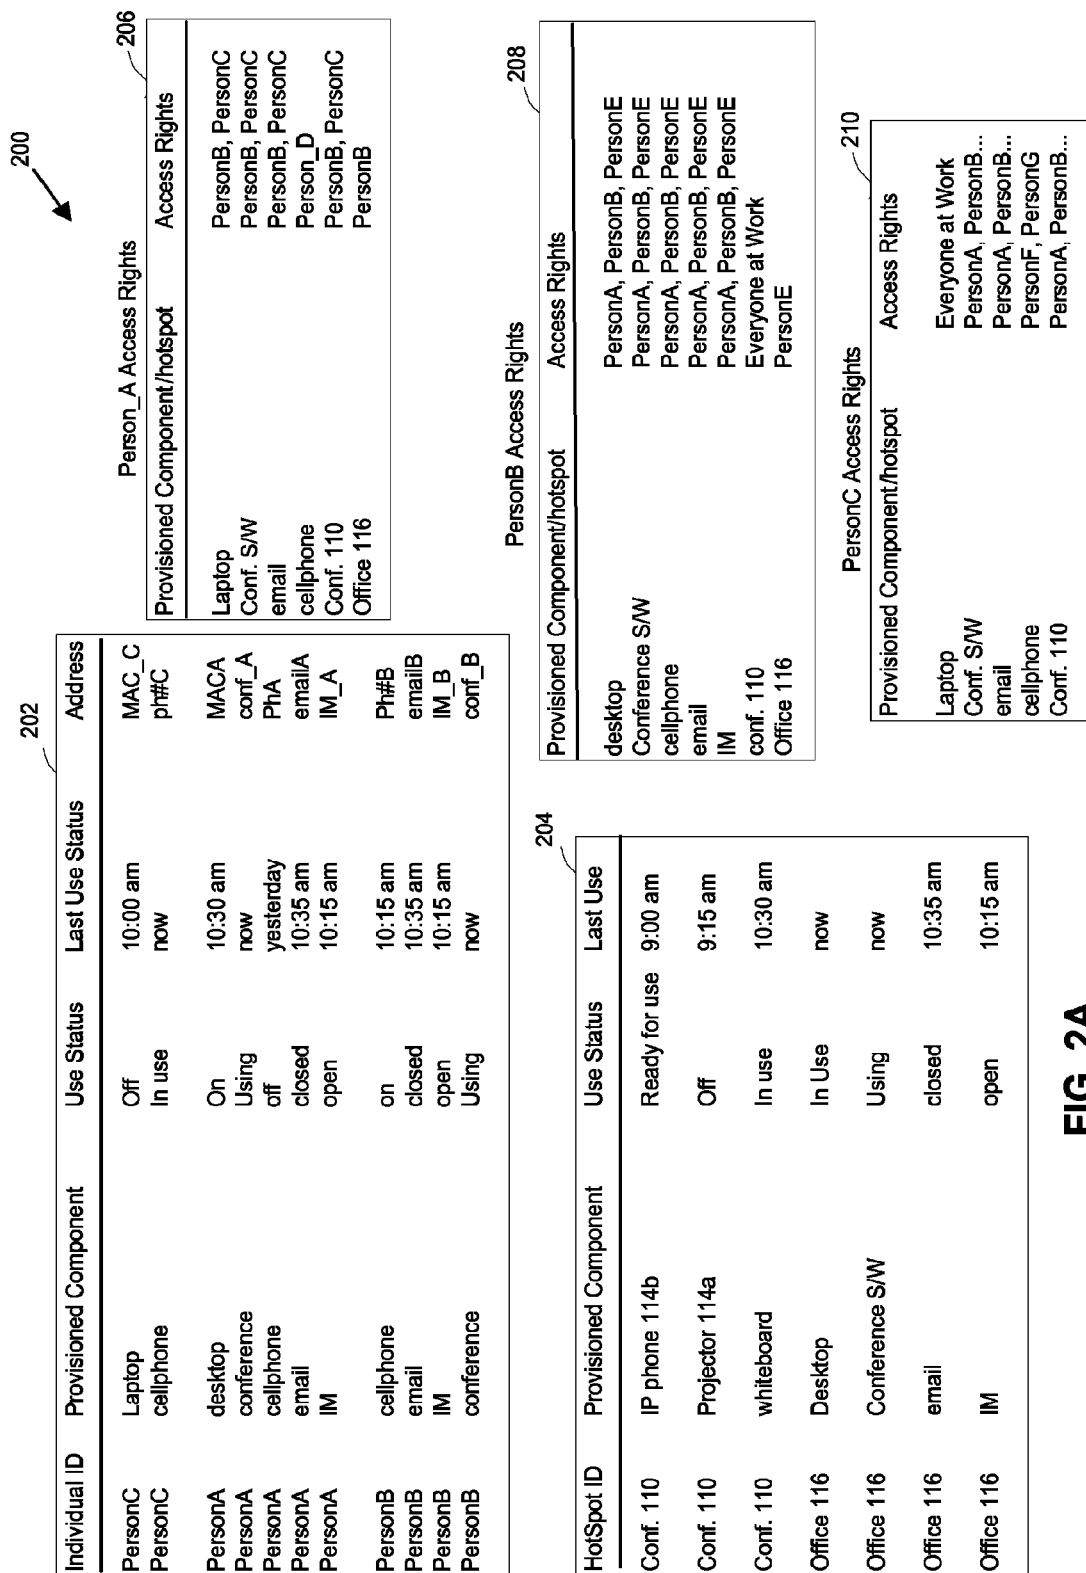 200
202
Individual ID Provisioned Component Use Status Last Use Status Address
PersonC Laptop Off 10:00 am MAC_C
PersonC cellphone In use now ph#C
PersonA desktop On 10:30 am MACA
PersonA conference Using now conf_A
PersonA cellphone off yesterday PhA
PersonA email closed 10:35 am emailA
PersonA IM open 10:15 am IM_A
PersonB cellphone on 10:15 am Ph#B
PersonB email closed 10:35 am emailB
PersonB IM open 10:15 am IM_B
PersonB conference Using now conf_B
Person_A Access Rights
206
Provisioned Component/hotspot Access Rights
Laptop PersonB, PersonC
Conf. S/W PersonB, PersonC
email PersonB, PersonC
cellphone Person_D
Conf. 110 PersonB, PersonC
Office 116 PersonB
204
HotSpot ID Provisioned Component Use Status Last Use
Conf. 110 IP phone 114b Ready for use 9:00 am
Conf. 110 Projector 114a Off 9:15 am
Conf. 110 whiteboard In use 10:30 am
Office 116 Desktop In Use now
Office 116 Conference S/W Using now
Office 116 email closed 10:35 am
Office 116 IM open 10:15 am
PersonB Access Rights
208
Provisioned Component/hotspot Access Rights
desktop PersonA, PersonB, PersonE
Conference S/W PersonA, PersonB, PersonE
cellphone PersonA, PersonB, PersonE
email PersonA, PersonB, PersonE
IM PersonA, PersonB, PersonE
conf. 110 Everyone at Work
Office 116 PersonE
PersonC Access Rights
210
Provisioned Component/hotspot Access Rights
Laptop Everyone at Work
Conf. S/W PersonA, PersonB...
email PersonA, PersonB...
cellphone PersonF, PersonG
Conf. 110 PersonA, PersonB...
FIG. 2A